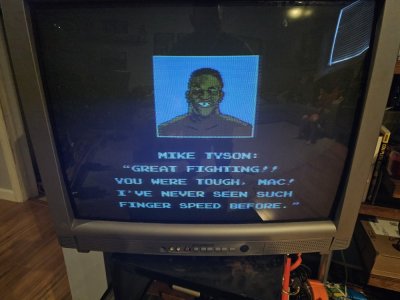 MIKE TYSON:
"GREAT FIGHTING!!
YOU WERE TOUGH, MAC!
I'VE NEVER SEEN SUCH
FINGER SPEED BEFORE."